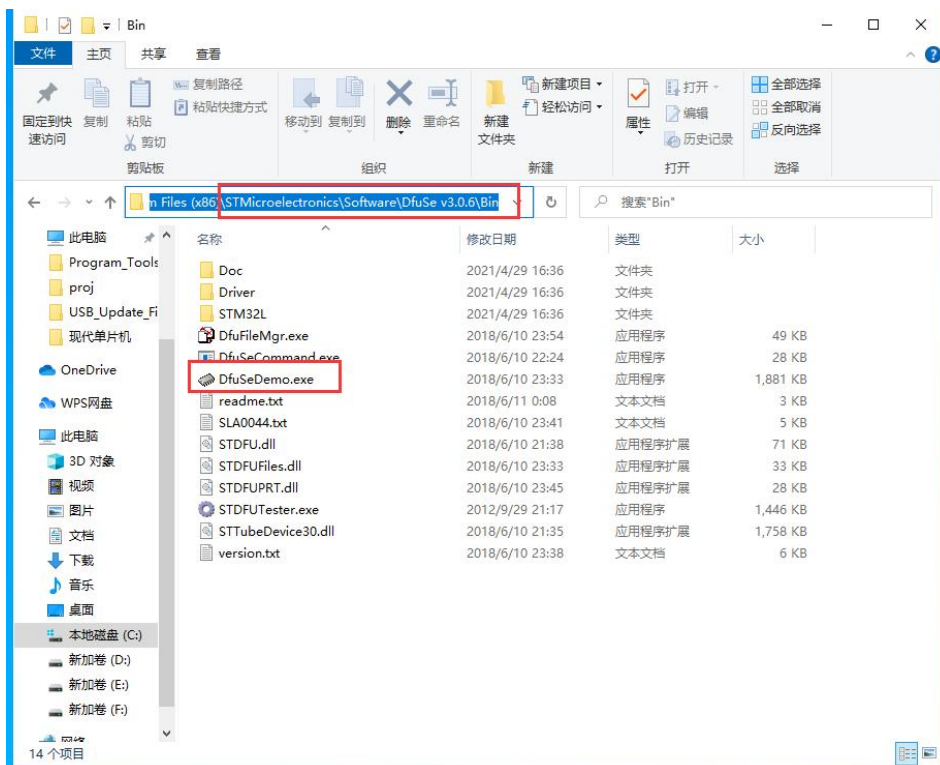 Bin
文件 主页 共享 查看
固定到快速访问
复制
粘贴
复制路径
粘贴快捷方式
剪切
剪贴板
移动到 复制到 删除 重命名
组织
新建文件夹
新建项目
轻松访问
新建
属性
打开
编辑
历史记录
打开
全部选择
全部取消
反向选择
选择
m Files (x86)\STMicroelectronics\Software\DfuSe v3.0.6\Bin
搜索"Bin"
此电脑
Program_Tools
proj
USB_Update_Fi
现代单片机
OneDrive
WPS网盘
此电脑
3D 对象
视频
图片
文档
下载
音乐
桌面
本地磁盘 (C:)
新加卷 (D:)
新加卷 (E:)
新加卷 (F:)
网络
名称 修改日期 类型 大小
Doc 2021/4/29 16:36 文件夹
Driver 2021/4/29 16:36 文件夹
STM32L 2021/4/29 16:36 文件夹
DfuFileMgr.exe 2018/6/10 23:54 应用程序 49 KB
DfuSeCommand.exe 2018/6/10 22:24 应用程序 28 KB
DfuSeDemo.exe 2018/6/10 23:33 应用程序 1,881 KB
readme.txt 2018/6/11 0:08 文本文档 3 KB
SLA0044.txt 2018/6/10 23:41 文本文档 5 KB
STDFU.dll 2018/6/10 21:38 应用程序扩展 71 KB
STDFUFiles.dll 2018/6/10 23:33 应用程序扩展 33 KB
STDFUPRT.dll 2018/6/10 23:45 应用程序扩展 28 KB
STDFUTester.exe 2012/9/29 21:17 应用程序 1,446 KB
STTubeDevice30.dll 2018/6/10 21:35 应用程序扩展 1,758 KB
version.txt 2018/6/10 23:38 文本文档 6 KB
14 个项目